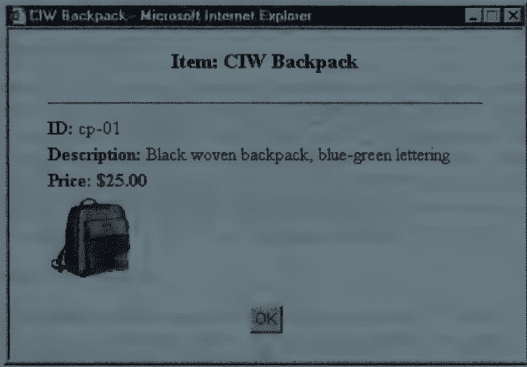 CIW Backpack - Microsoft Internet Explorer
Item: CIW Backpack
ID: cp-01
Description: Black woven backpack, blue-green lettering
Price: $25.00
OK